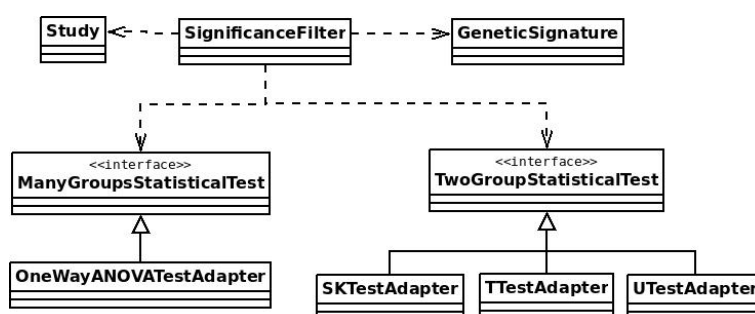 Study
SignificanceFilter
GeneticSignature
<<interface>>
ManyGroupsStatisticalTest
<<interface>>
TwoGroupStatisticalTest
OneWayANOVATestAdapter
SKTestAdapter
TTestAdapter
UTestAdapter